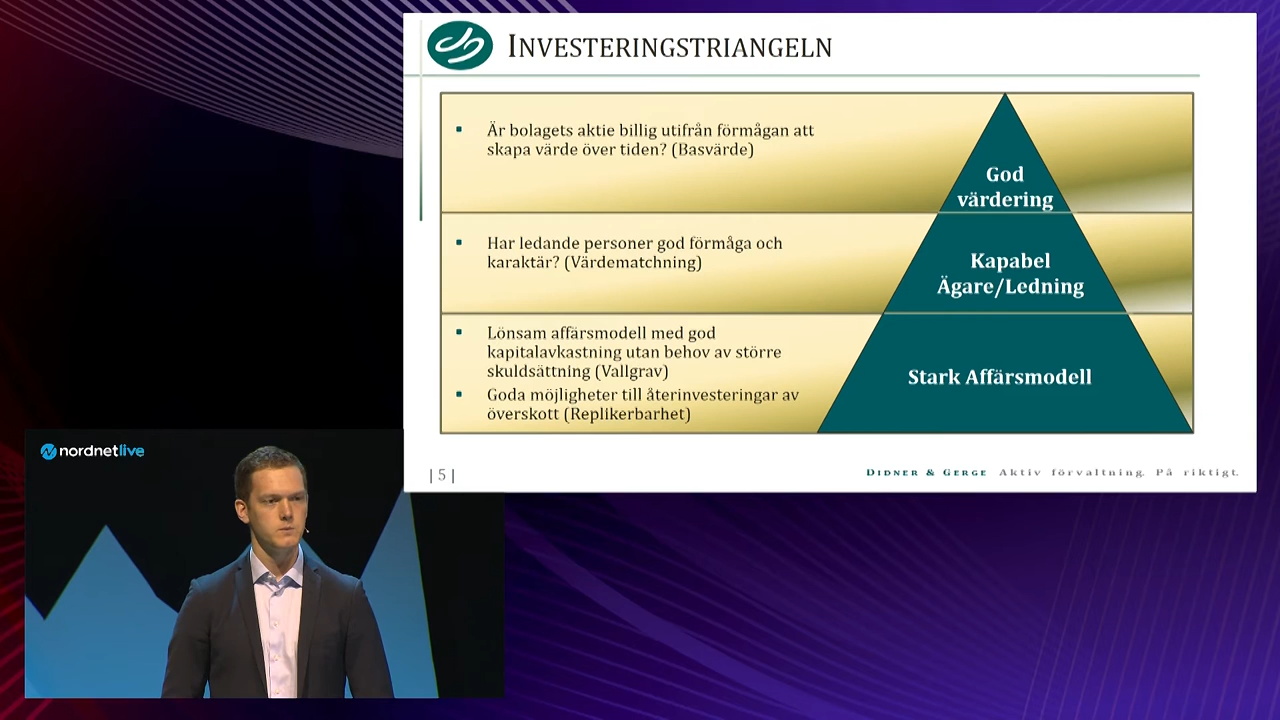 INVESTERINGSTRIANGELN
▪ Är bolagets aktie billig utifrån förmågan att
skapa värde över tiden? (Basvärde)
God
värdering
▪ Har ledande personer god förmåga och
karaktär? (Värdematchning)
Kapabel
Ägare/Ledning
▪ Lönsam affärsmodell med god
kapitalavkastning utan behov av större
skuldsättning (Vallgrav)
▪ Goda möjligheter till återinvesteringar av
överskott (Replikerbarhet)
Stark Affärsmodell
| 5 |
DIDNER & GERGE Aktiv förvaltning. På riktigt.
nordnetlive